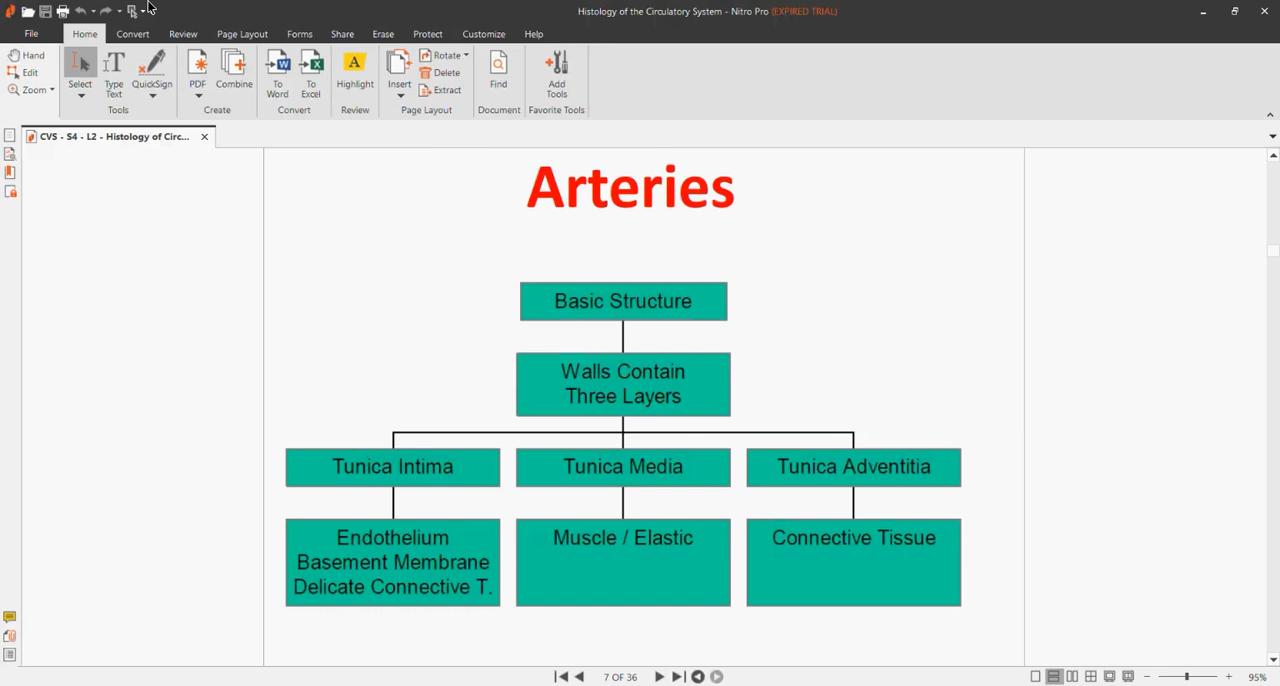 Histology of the Circulatory System - Nitro Pro (EXPIRED TRIAL)
File Home Convert Review Page Layout Forms Share Erase Protect Customize Help
Hand
Edit
Zoom
Select
Type Text
QuickSign
Tools
PDF
Combine
Create
To Word
To Excel
Convert
Highlight
Review
Insert
Rotate
Delete
Extract
Page Layout
Find
Document
Add Tools
Favorite Tools
CVS - S4 - L2 - Histology of Circ...
Arteries
Basic Structure
Walls Contain
Three Layers
Tunica Intima
Tunica Media
Tunica Adventitia
Endothelium
Basement Membrane
Delicate Connective T.
Muscle / Elastic
Connective Tissue
7 OF 36
95%